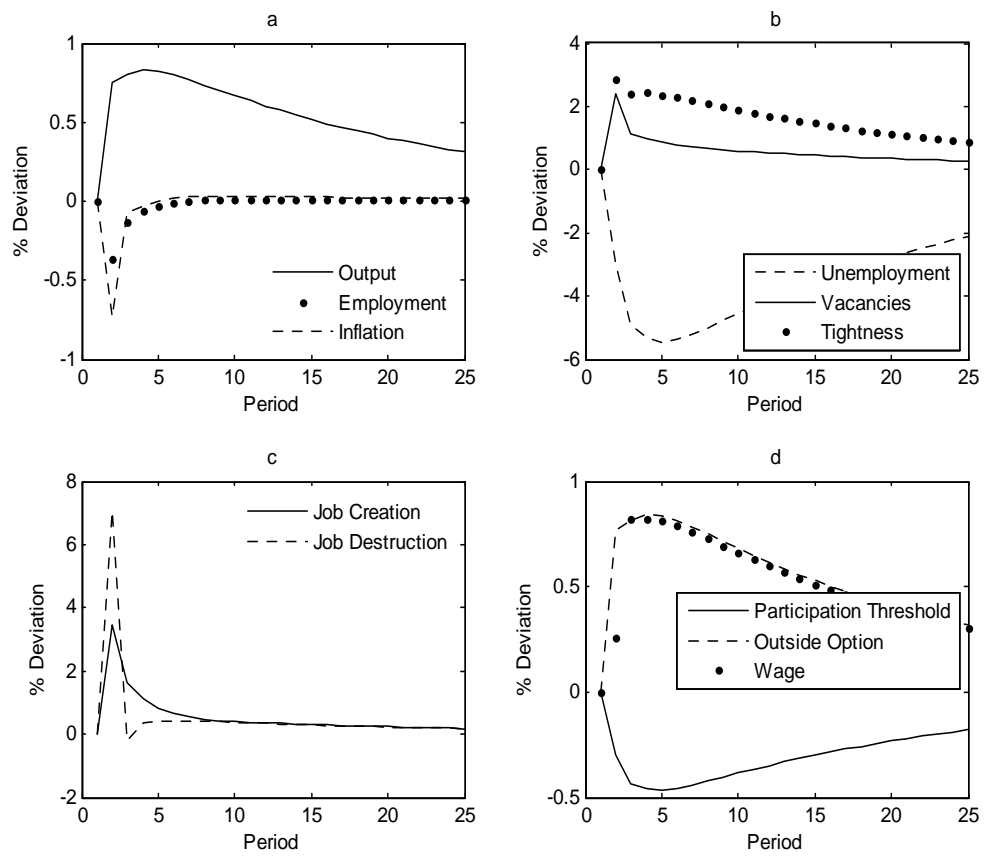 a
1
0.5
0
-0.5
-1
% Deviation
Output
Employment
Inflation
0 5 10 15 20 25
Period
b
4
2
0
-2
-4
-6
% Deviation
Unemployment
Vacancies
Tightness
0 5 10 15 20 25
Period
c
8
6
4
2
0
-2
% Deviation
Job Creation
Job Destruction
0 5 10 15 20 25
Period
d
1
0.5
0
-0.5
% Deviation
Participation Threshold
Outside Option
Wage
0 5 10 15 20 25
Period